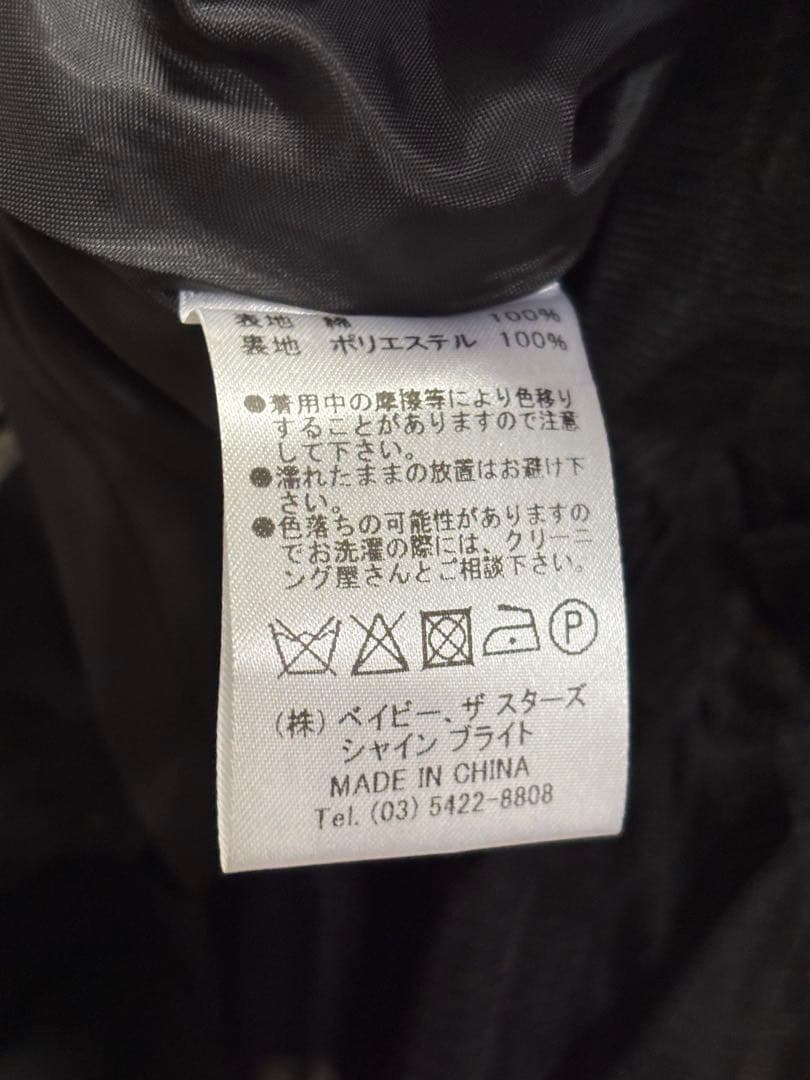 表地 綿 100%
裏地 ポリエステル 100%
●着用中の摩擦等により色移り
することがありますので注意
して下さい。
●濡れたままの放置はお避け下
さい。
●色落ちの可能性がありますの
でお洗濯の際には、クリーニ
ング屋さんとご相談下さい。
P
(株) ベイビー、ザ スターズ
シャイン ブライト
MADE IN CHINA
Tel. (03) 5422-8808